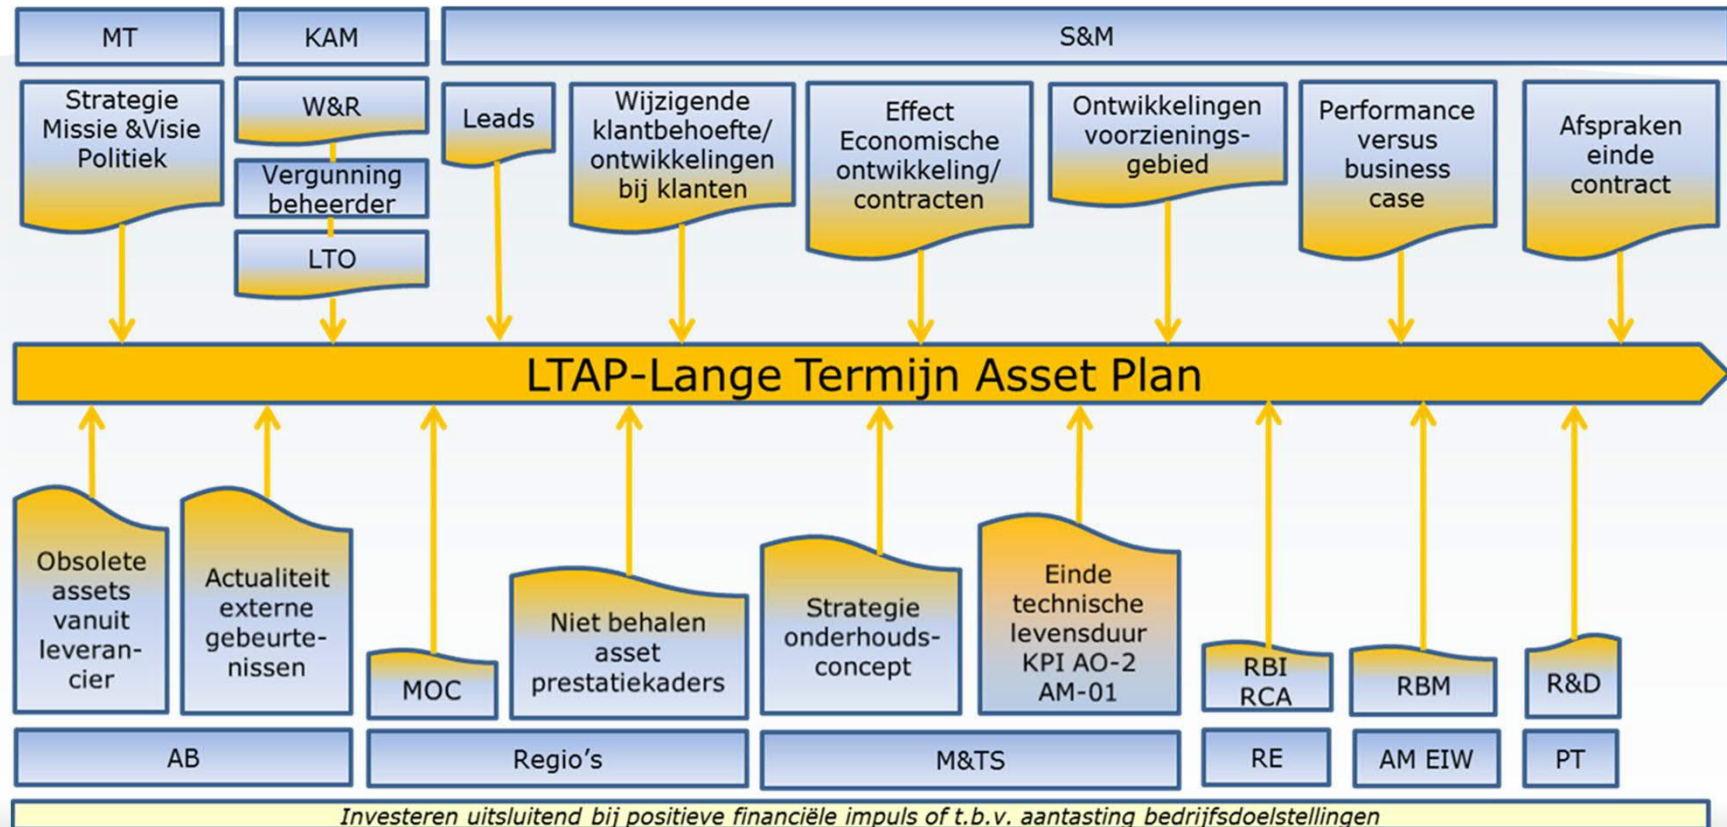 MT
KAM
S&M
Strategie
Missie &Visie
Politiek
W&R
Vergunning
beheerder
LTO
Leads
Wijzigende
klantbehoefte/
ontwikkelingen
bij klanten
Effect
Economische
ontwikkeling/
contracten
Ontwikkelingen
voorzienings-
gebied
Performance
versus
business
case
Afspraken
einde
contract
LTAP-Lange Termijn Asset Plan
Obsolete
assets
vanuit
leveran-
cier
Actualiteit
externe
gebeurte-
nissen
MOC
Niet behalen
asset
prestatiekaders
Strategie
onderhouds-
concept
Einde
technische
levensduur
KPI AO-2
AM-01
RBI
RCA
RBM
R&D
AB
Regio's
M&TS
RE
AM EIW
PT
Investeren uitsluitend bij positieve financiële impuls of t.b.v. aantasting bedrijfsdoelstellingen